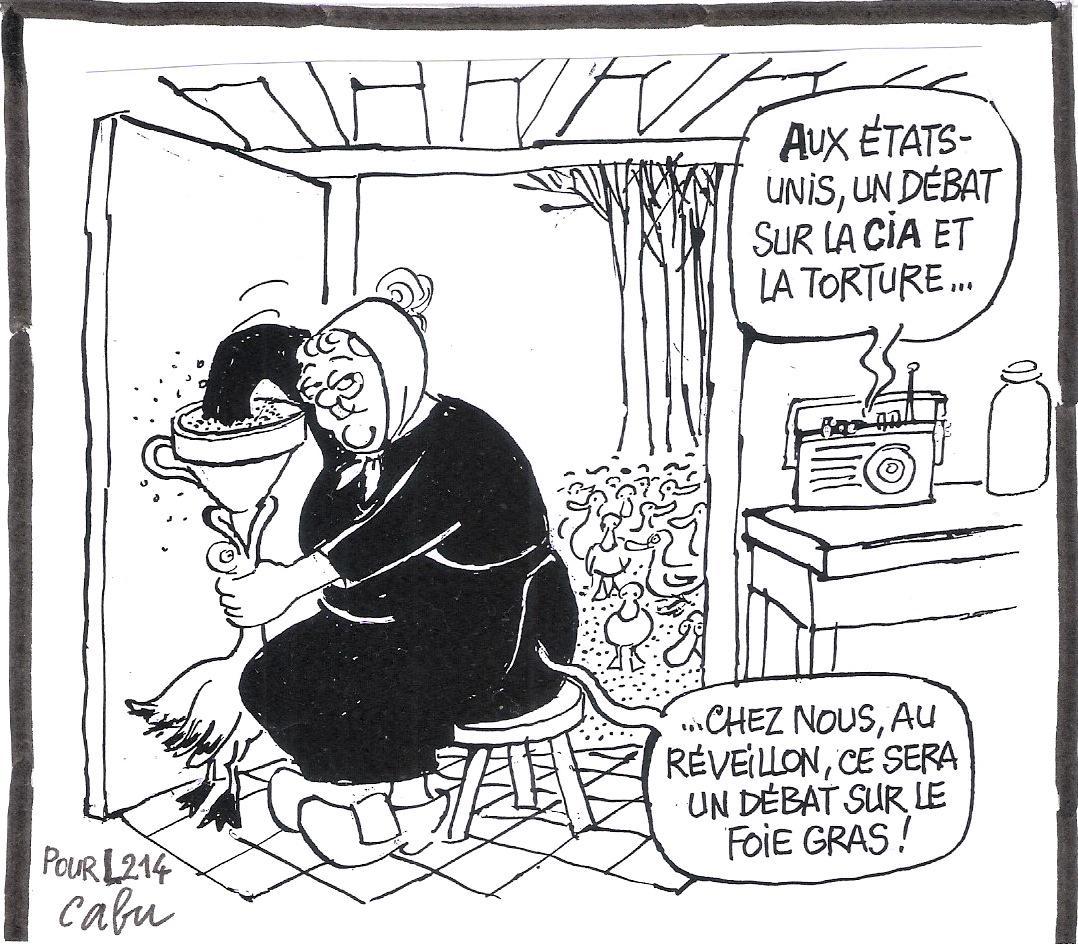 AUX ÉTATS-
UNIS, UN DÉBAT
SUR LA CIA ET
LA TORTURE...
...CHEZ NOUS, AU
RÉVEILLON, CE SERA
UN DÉBAT SUR LE
FOIE GRAS !
POUR L214
cabu